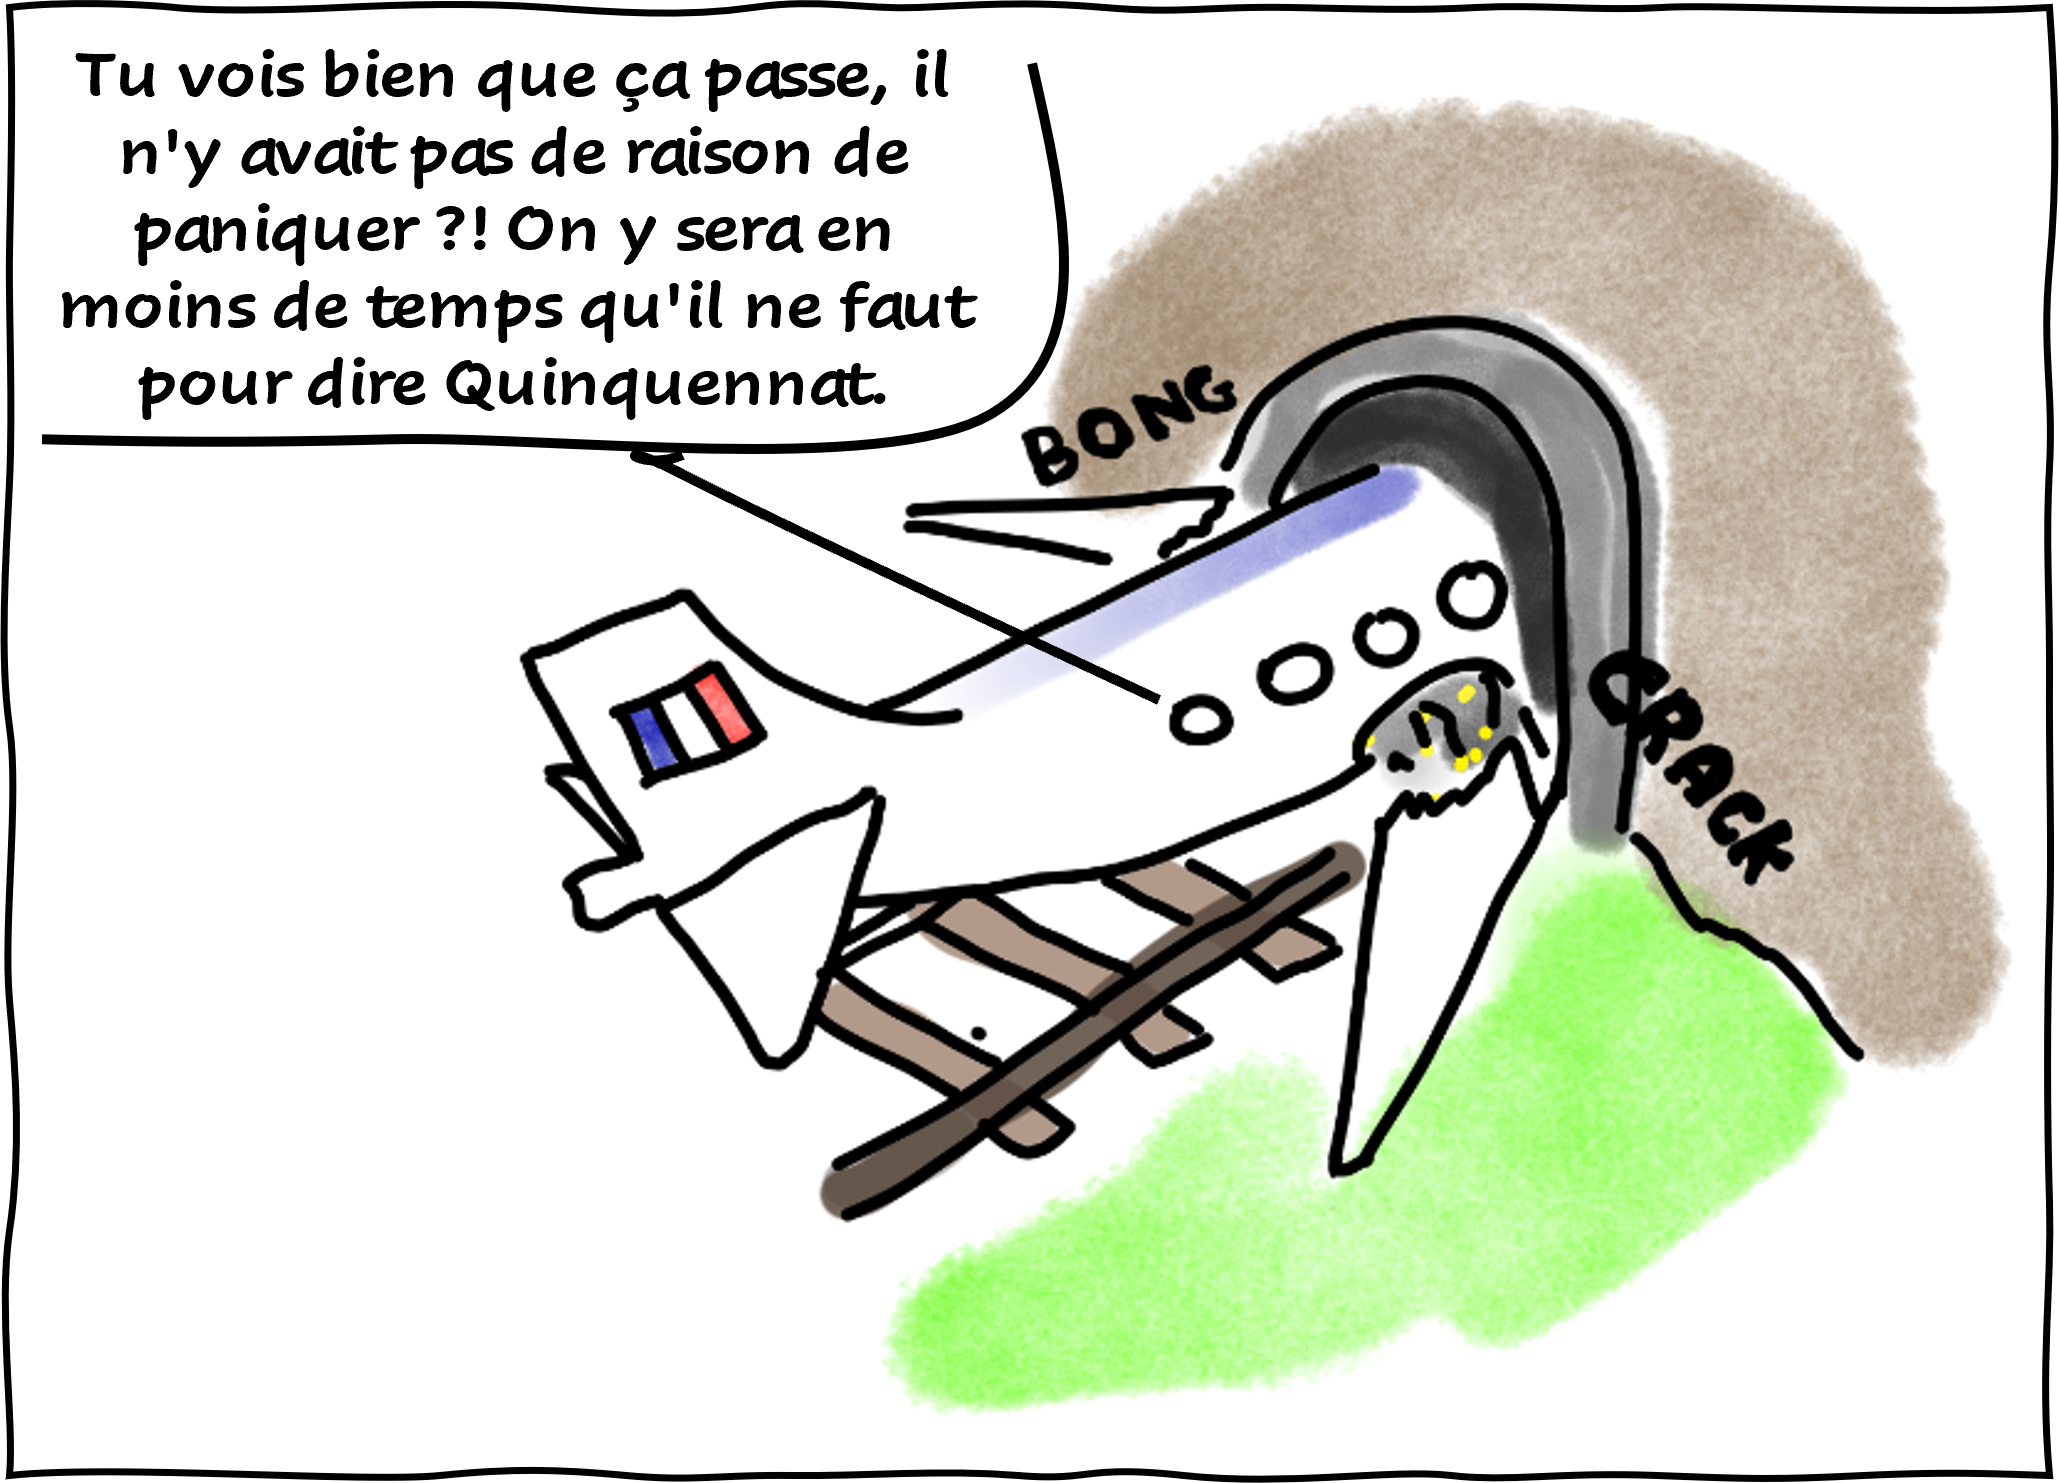 Tu vois bien que ça passe, il
n'y avait pas de raison de
paniquer ?! On y sera en
moins de temps qu'il ne faut
pour dire Quinquennat.
BONG
CRACK